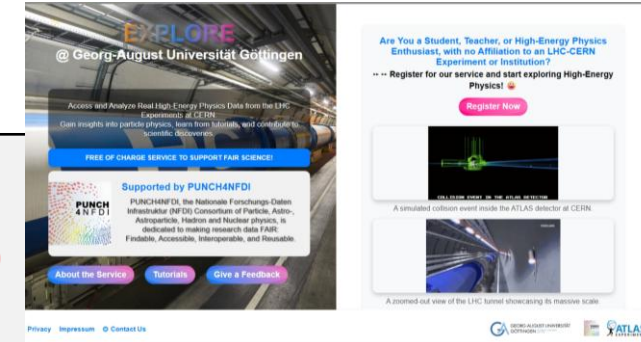 EXPLORE
@ Georg-August Universität Göttingen
Access and Analyze Real High-Energy Physics Data from the LHC
Experiments at CERN
Gain insights into particle physics, learn from tutorials, and contribute to
scientific discoveries.
FREE OF CHARGE SERVICE TO SUPPORT FAIR SCIENCE!
PUNCH
4NFDI
Supported by PUNCH4NFDI
PUNCH4NFDI, the Nationale Forschungs-Daten
Infrastruktur (NFDI) Consortium of Particle, Astro-,
Astroparticle, Hadron and Nuclear physics, is
dedicated to making research data FAIR:
Findable, Accessible, Interoperable, and Reusable.
About the Service
Tutorials
Give a Feedback
Are You a Student, Teacher, or High-Energy Physics
Enthusiast, with no Affiliation to an LHC-CERN
Experiment or Institution?
Register for our service and start exploring High-Energy
Physics!
Register Now
COLLISION EVENT IN THE ATLAS DETECTOR
A simulated collision event inside the ATLAS detector at CERN.
A zoomed-out view of the LHC tunnel showcasing its massive scale.
Privacy Impressum Contact Us
GEORG-AUGUST-UNIVERSITÄT
GÖTTINGEN
ATLAS
EXPERIMENT